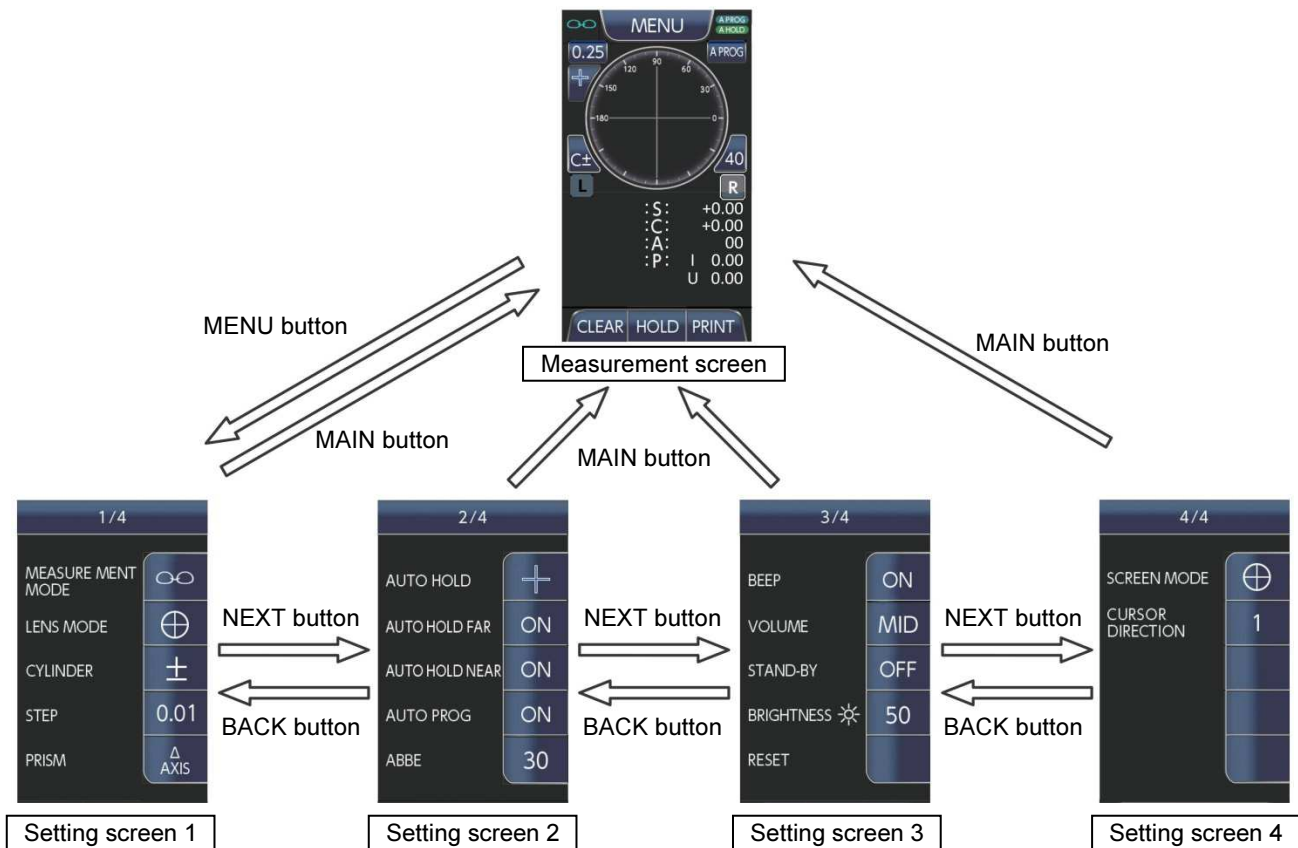 MENU
A PROG
A HOLD
0.25
A PROG
120
90
60
150
30
180
0
C±
40
L
R
:S: +0.00
:C: +0.00
:A: 00
:P: I 0.00
U 0.00
CLEAR HOLD PRINT
Measurement screen
MENU button
MAIN button
MAIN button
MAIN button
1/4
MEASURE MENT
MODE
LENS MODE
CYLINDER ±
STEP 0.01
PRISM Δ
AXIS
Setting screen 1
NEXT button
BACK button
2/4
AUTO HOLD
AUTO HOLD FAR ON
AUTO HOLD NEAR ON
AUTO PROG ON
ABBE 30
Setting screen 2
NEXT button
BACK button
3/4
BEEP ON
VOLUME MID
STAND-BY OFF
BRIGHTNESS 50
RESET
Setting screen 3
NEXT button
BACK button
4/4
SCREEN MODE
CURSOR
DIRECTION 1
Setting screen 4